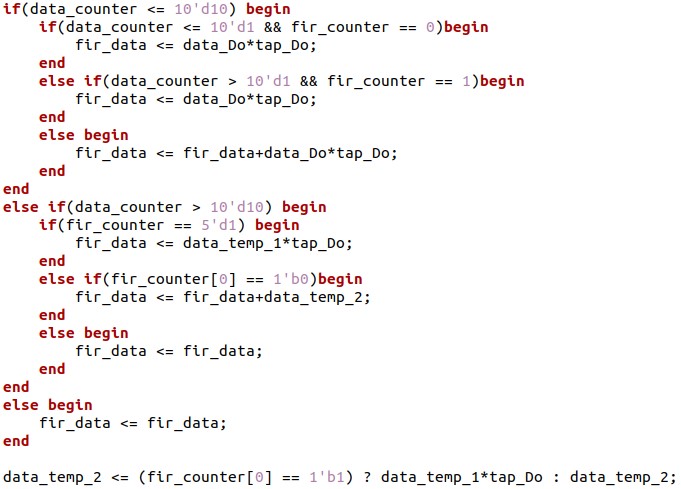 if(data_counter <= 10'd10) begin
    if(data_counter <= 10'd1 && fir_counter == 0)begin
        fir_data <= data_Do*tap_Do;
    end
    else if(data_counter > 10'd1 && fir_counter == 1)begin
        fir_data <= data_Do*tap_Do;
    end
    else begin
        fir_data <= fir_data+data_Do*tap_Do;
    end
end
else if(data_counter > 10'd10) begin
    if(fir_counter == 5'd1) begin
        fir_data <= data_temp_1*tap_Do;
    end
    else if(fir_counter[0] == 1'b0)begin
        fir_data <= fir_data+data_temp_2;
    end
    else begin
        fir_data <= fir_data;
    end
end
else begin
    fir_data <= fir_data;
end

data_temp_2 <= (fir_counter[0] == 1'b1) ? data_temp_1*tap_Do : data_temp_2;